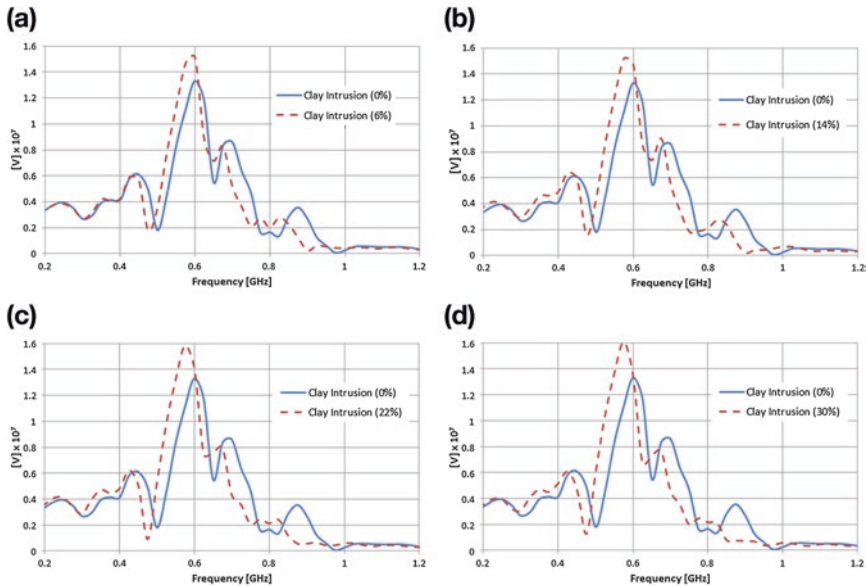 (a)
1.6
1.4
1.2
1
0.8
0.6
0.4
0.2
0
[V] x 10⁷
Clay Intrusion (0%)
Clay Intrusion (6%)
0.2 0.4 0.6 0.8 1 1.2
Frequency [GHz]
(b)
1.6
1.4
1.2
1
0.8
0.6
0.4
0.2
0
[V] x 10⁷
Clay Intrusion (0%)
Clay Intrusion (14%)
0.2 0.4 0.6 0.8 1 1.2
Frequency [GHz]
(c)
1.6
1.4
1.2
1
0.8
0.6
0.4
0.2
0
[V] x 10⁷
Clay Intrusion (0%)
Clay Intrusion (22%)
0.2 0.4 0.6 0.8 1 1.2
Frequency [GHz]
(d)
1.6
1.4
1.2
1
0.8
0.6
0.4
0.2
0
[V] x 10⁷
Clay Intrusion (0%)
Clay Intrusion (30%)
0.2 0.4 0.6 0.8 1 1.2
Frequency [GHz]